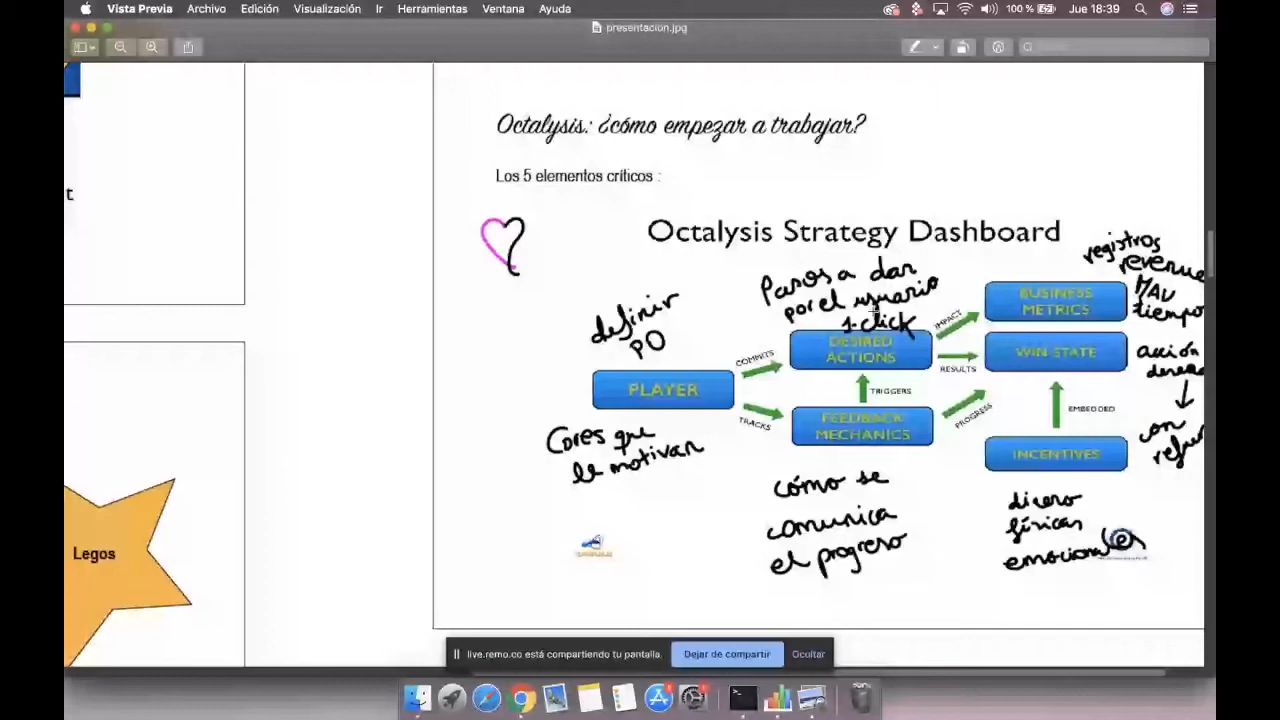 Vista Previa Archivo Edición Visualización Ir Herramientas Ventana Ayuda 100 % Jue 18:39
presentacion.jpg
t
Legos
Octalysis: ¿cómo empezar a trabajar?
Los 5 elementos críticos :
Octalysis Strategy Dashboard
registros
revenue
MAU
tiempo
Pasos a dar
por el usuario
1 click
definir
PO
BUSINESS
METRICS
IMPACT
DESIRED
ACTIONS
WIN-STATE
acción
COMMITS
RESULTS
PLAYER
TRIGGERS
EMBEDDED
TRACKS
FEEDBACK
MECHANICS
PROGRESS
con
INCENTIVES
Cores que
le motivan
cómo se
comunica
el progreso
físicas
emocionales
live.remo.co está compartiendo tu pantalla.
Dejar de compartir
Ocultar